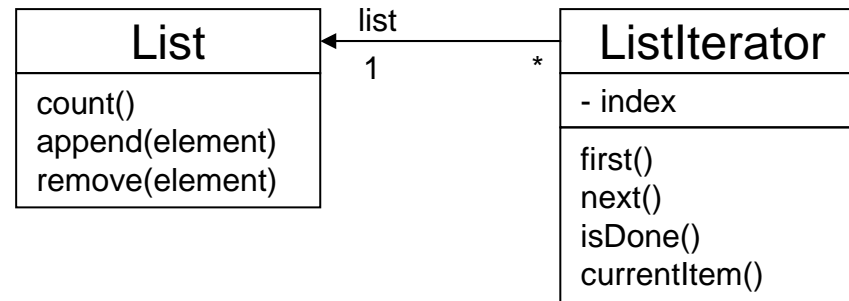 List
count()
append(element)
remove(element)
list
1
*
ListIterator
- index
first()
next()
isDone()
currentItem()